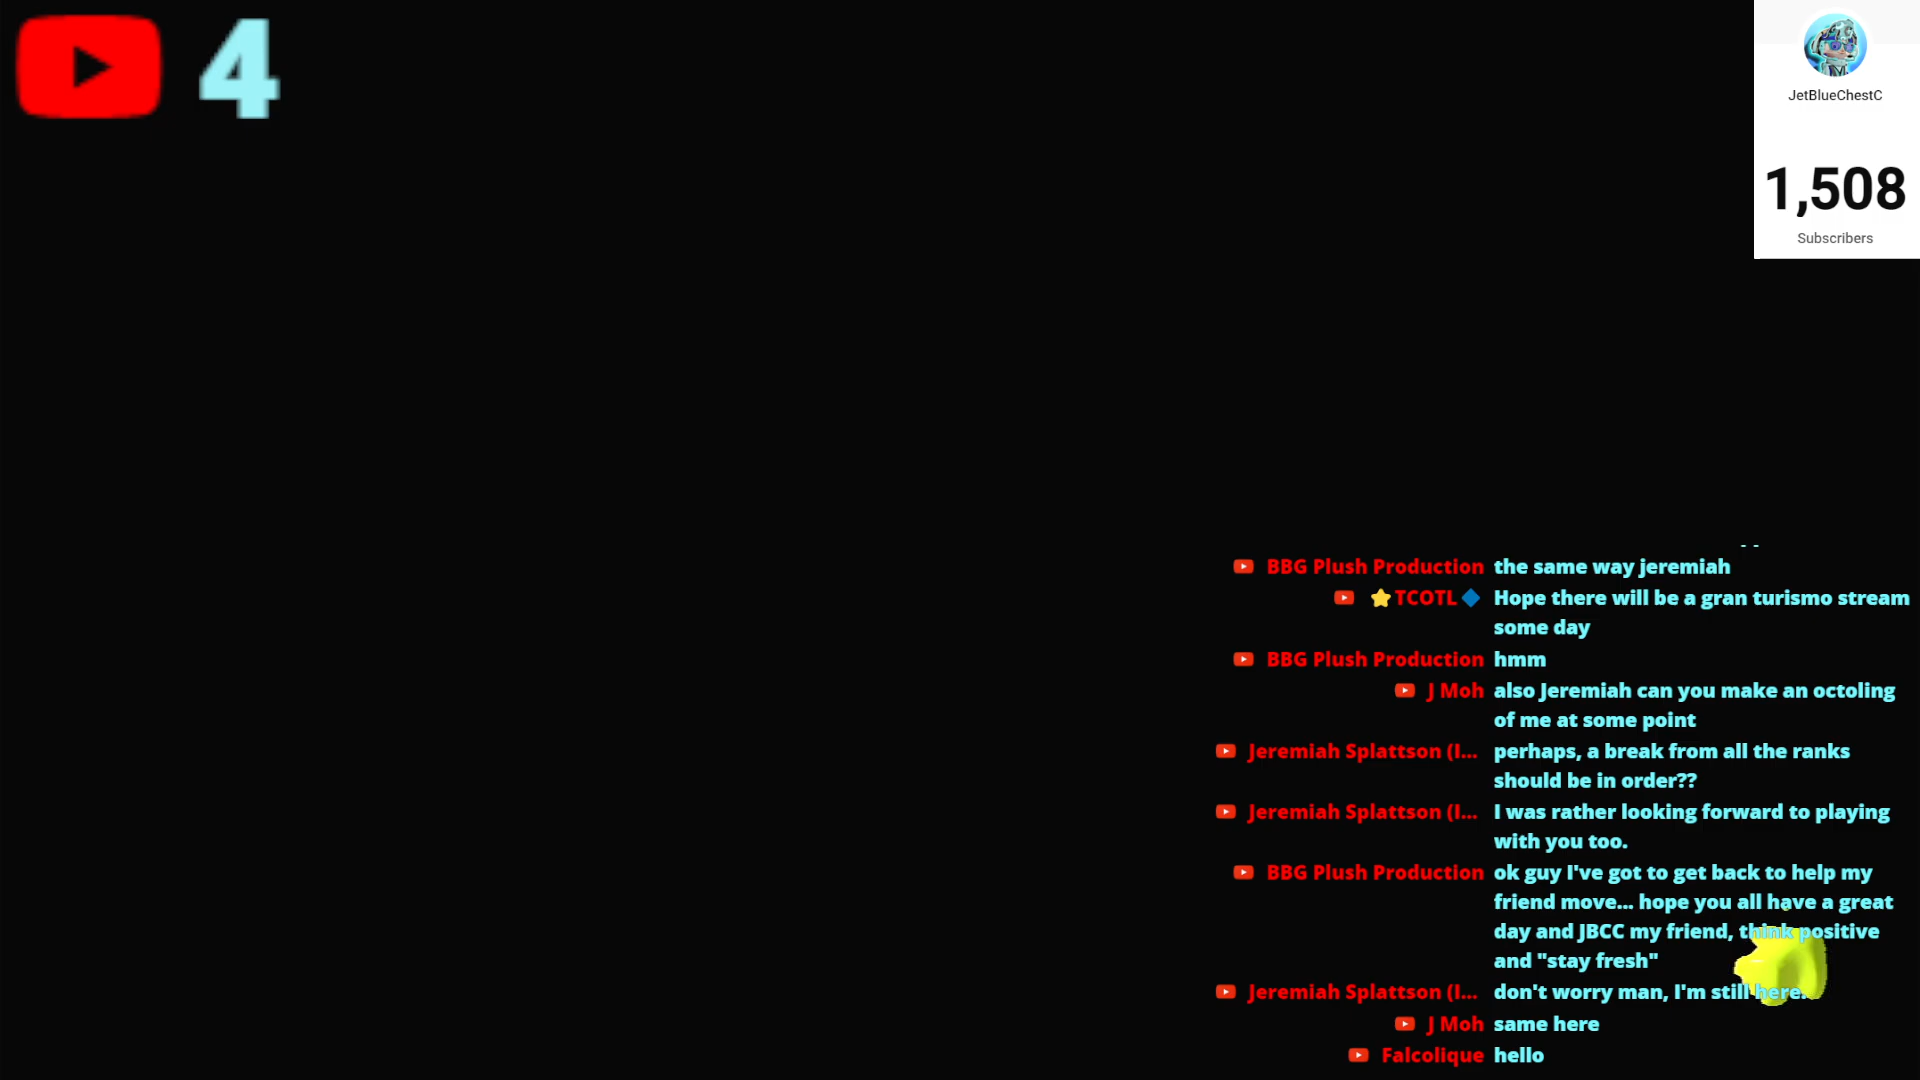 4
JetBlueChestC
1,508
Subscribers
BBG Plush Production the same way jeremiah
⭐TCOTL🔷 Hope there will be a gran turismo stream
some day
BBG Plush Production hmm
J Moh also Jeremiah can you make an octoling
of me at some point
Jeremiah Splattson (I... perhaps, a break from all the ranks
should be in order??
Jeremiah Splattson (I... I was rather looking forward to playing
with you too.
BBG Plush Production ok guy I've got to get back to help my
friend move... hope you all have a great
day and JBCC my friend, think positive
and "stay fresh"
Jeremiah Splattson (I... don't worry man, I'm still here.
J Moh same here
Falcolique hello